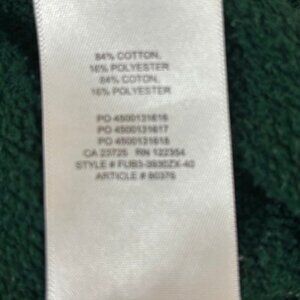 84% COTTON,
16% POLYESTER
84% COTON,
16% POLYESTER
PO 4500131616
PO 4500131617
PO 4500131618
CA 23725 RN 122354
STYLE # FUB3-3930ZX-40
ARTICLE # 80376